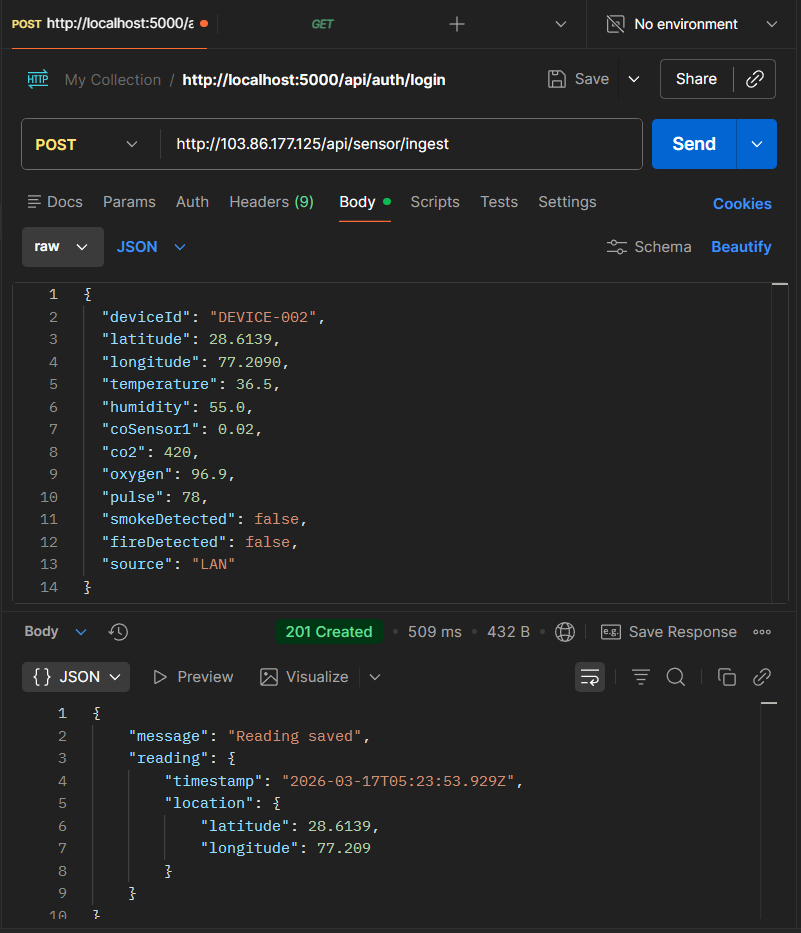 POST http://localhost:5000/a GET No environment
My Collection / http://localhost:5000/api/auth/login Save Share
POST http://103.86.177.125/api/sensor/ingest Send
Docs Params Auth Headers (9) Body Scripts Tests Settings Cookies
raw JSON Schema Beautify
1 {
2 "deviceId": "DEVICE-002",
3 "latitude": 28.6139,
4 "longitude": 77.2090,
5 "temperature": 36.5,
6 "humidity": 55.0,
7 "coSensor1": 0.02,
8 "co2": 420,
9 "oxygen": 96.9,
10 "pulse": 78,
11 "smokeDetected": false,
12 "fireDetected": false,
13 "source": "LAN"
14 }
Body 201 Created • 509 ms • 432 B • e.g. Save Response
{} JSON Preview Visualize
1 {
2 "message": "Reading saved",
3 "reading": {
4 "timestamp": "2026-03-17T05:23:53.929Z",
5 "location": {
6 "latitude": 28.6139,
7 "longitude": 77.209
8 }
9 }
10 }